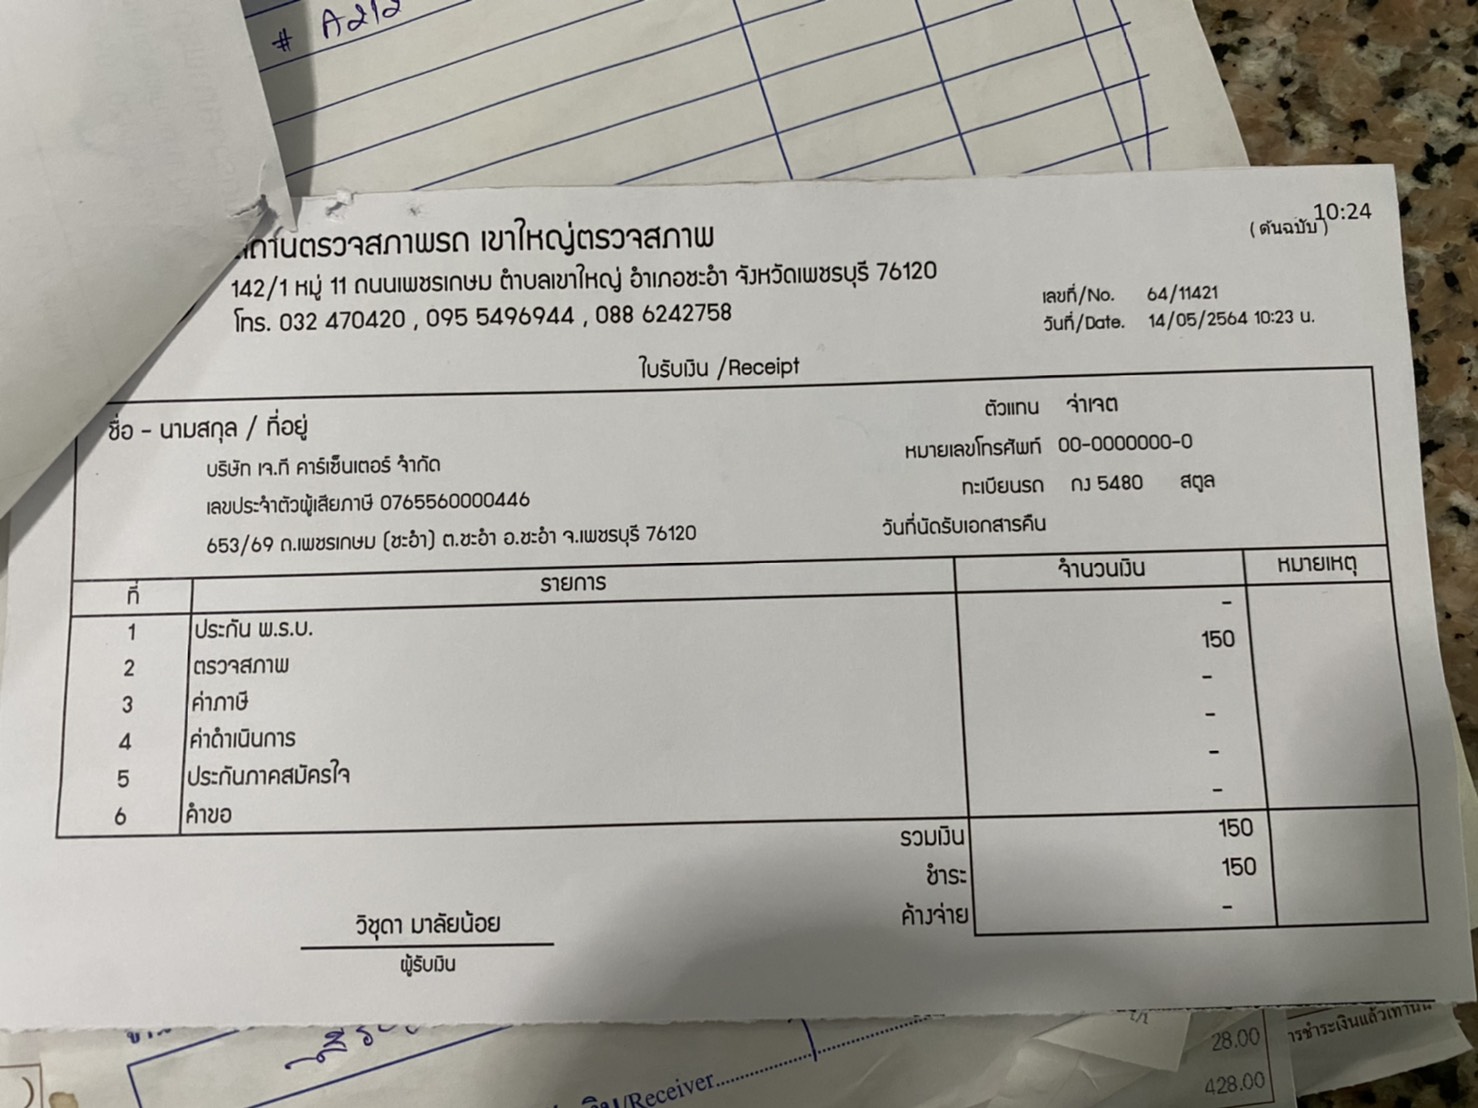 # A212
10:24
(ต้นฉบับ)
สถานตรวจสภาพรถ เขาใหญ่ตรวจสภาพ
142/1 หมู่ 11 ถนนเพชรเกษม ตำบลเขาใหญ่ อำเภอชะอำ จังหวัดเพชรบุรี 76120
โทร. 032 470420 , 095 5496944 , 088 6242758
เลขที่/No. 64/11421
วันที่/Date. 14/05/2564 10:23 น.
ใบรับเงิน /Receipt
ชื่อ - นามสกุล / ที่อยู่
บริษัท เจ.ที คาร์เซ็นเตอร์ จำกัด
เลขประจำตัวผู้เสียภาษี 0765560000446
653/69 ถ.เพชรเกษม (ชะอำ) ต.ชะอำ อ.ชะอำ จ.เพชรบุรี 76120
ตัวแทน จ่าเจต
หมายเลขโทรศัพท์ 00-0000000-0
ทะเบียนรถ กง 5480 สตูล
วันที่นัดรับเอกสารคืน
ที่ รายการ จำนวนเงิน หมายเหตุ
1 ประกัน พ.ร.บ. -
2 ตรวจสภาพ 150
3 ค่าภาษี -
4 ค่าดำเนินการ -
5 ประกันภาคสมัครใจ -
6 คำขอ -
รวมเงิน 150
ชำระ 150
ค้างจ่าย -
วิชุดา มาลัยน้อย
ผู้รับเงิน
28.00
428.00
ารชำระเงินแล้วเท่านั้น
/Receiver